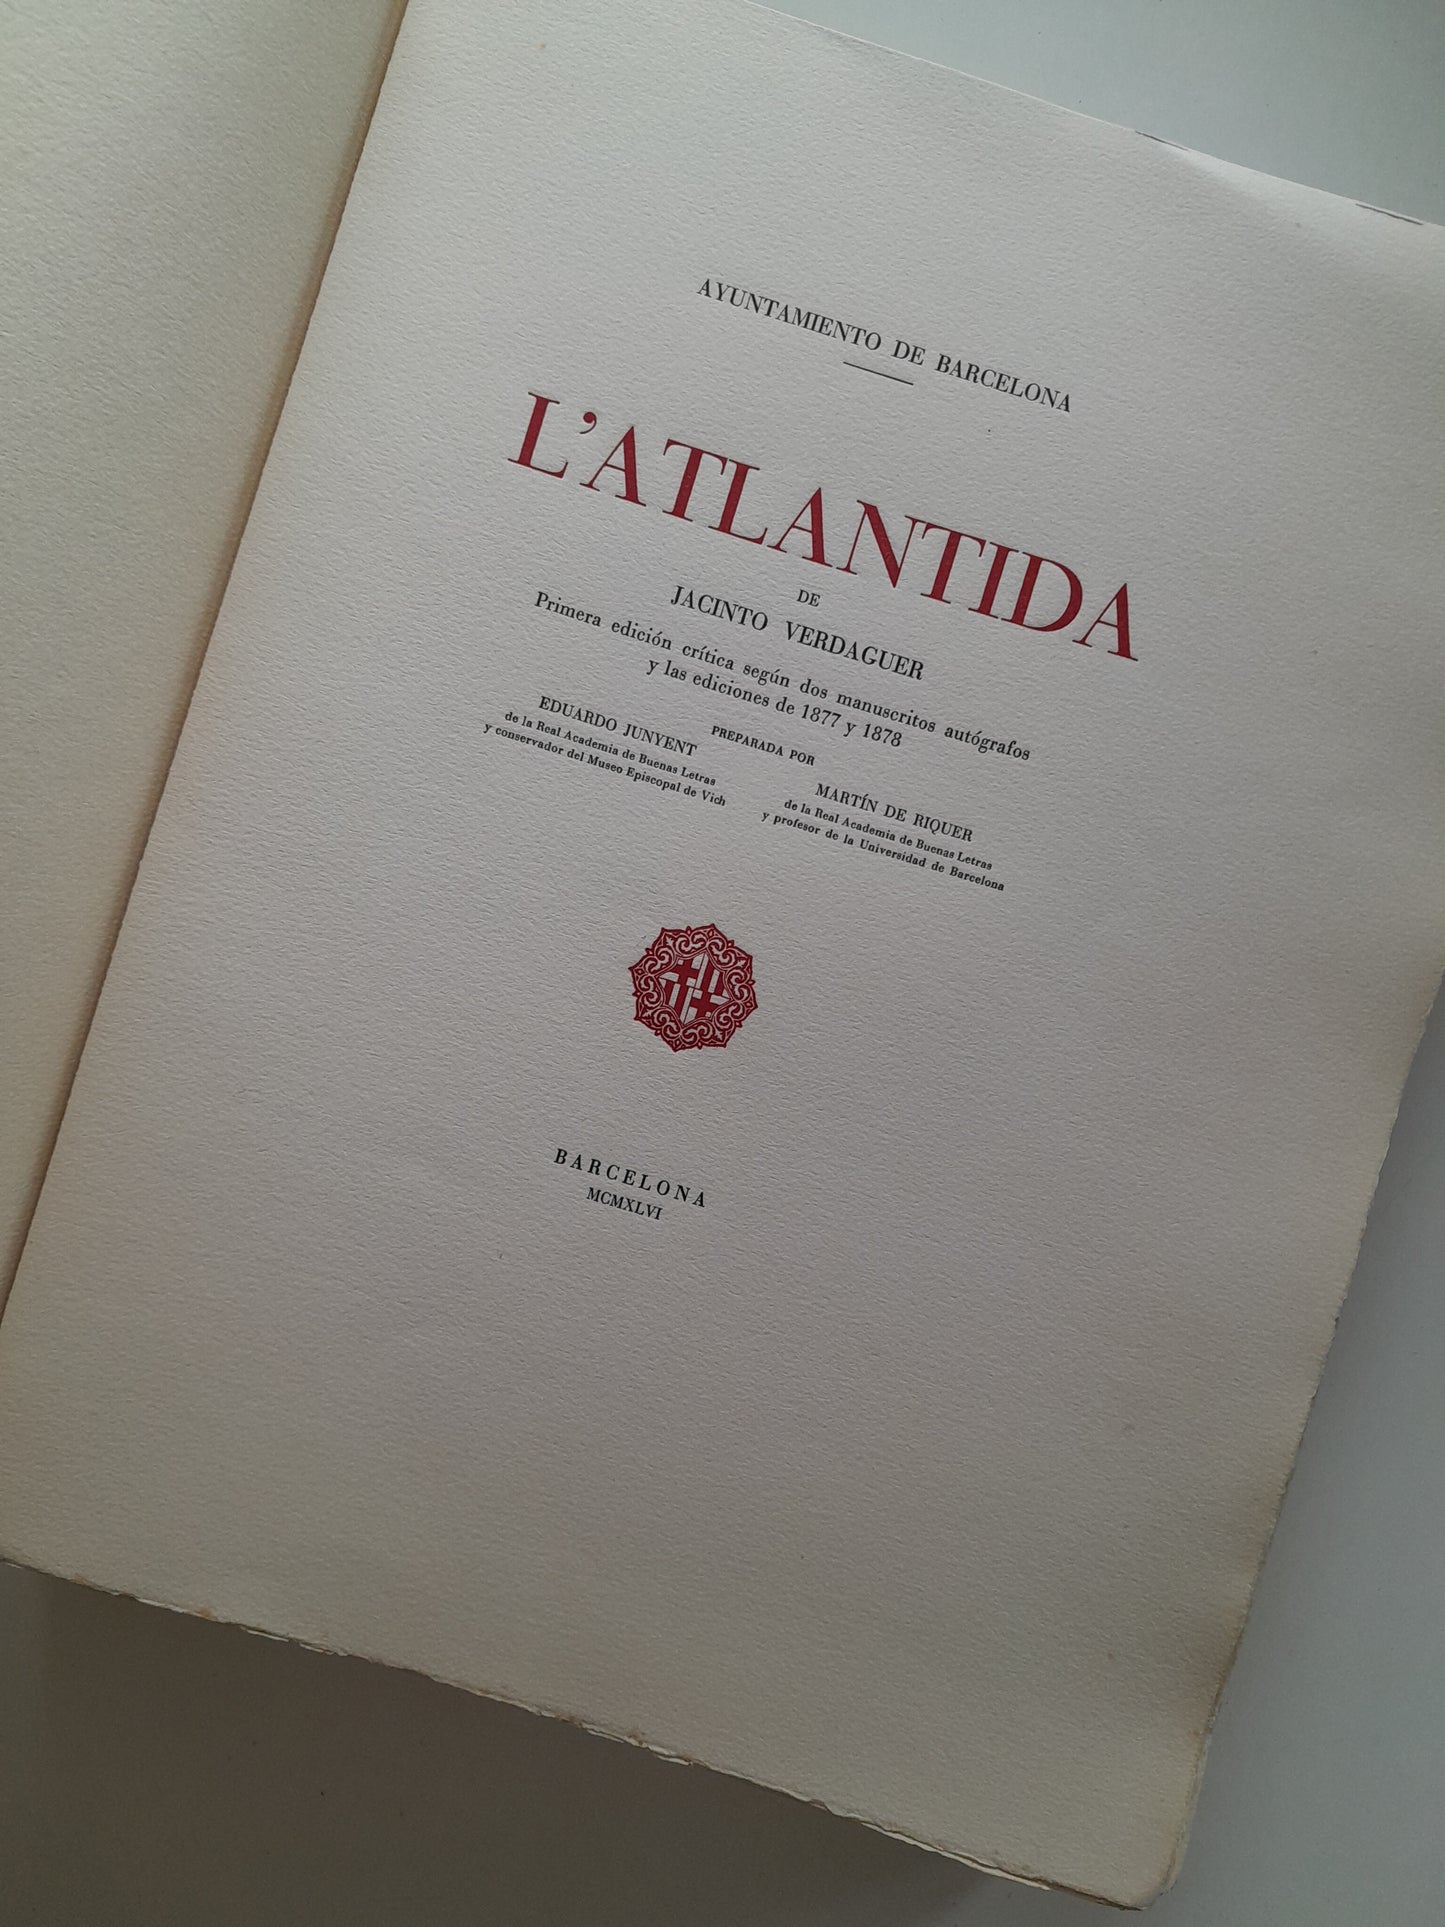 AYUNTAMIENTO DE BARCELONA
L'ATLANTIDA
DE
JACINTO VERDAGUER
Primera edición crítica según dos manuscritos autógrafos
y las ediciones de 1877 y 1878
PREPARADA POR
EDUARDO JUNYENT
de la Real Academia de Buenas Letras
y conservador del Museo Episcopal de Vich
MARTÍN DE RIQUER
de la Real Academia de Buenas Letras
y profesor de la Universidad de Barcelona
BARCELONA
MCMXLVI